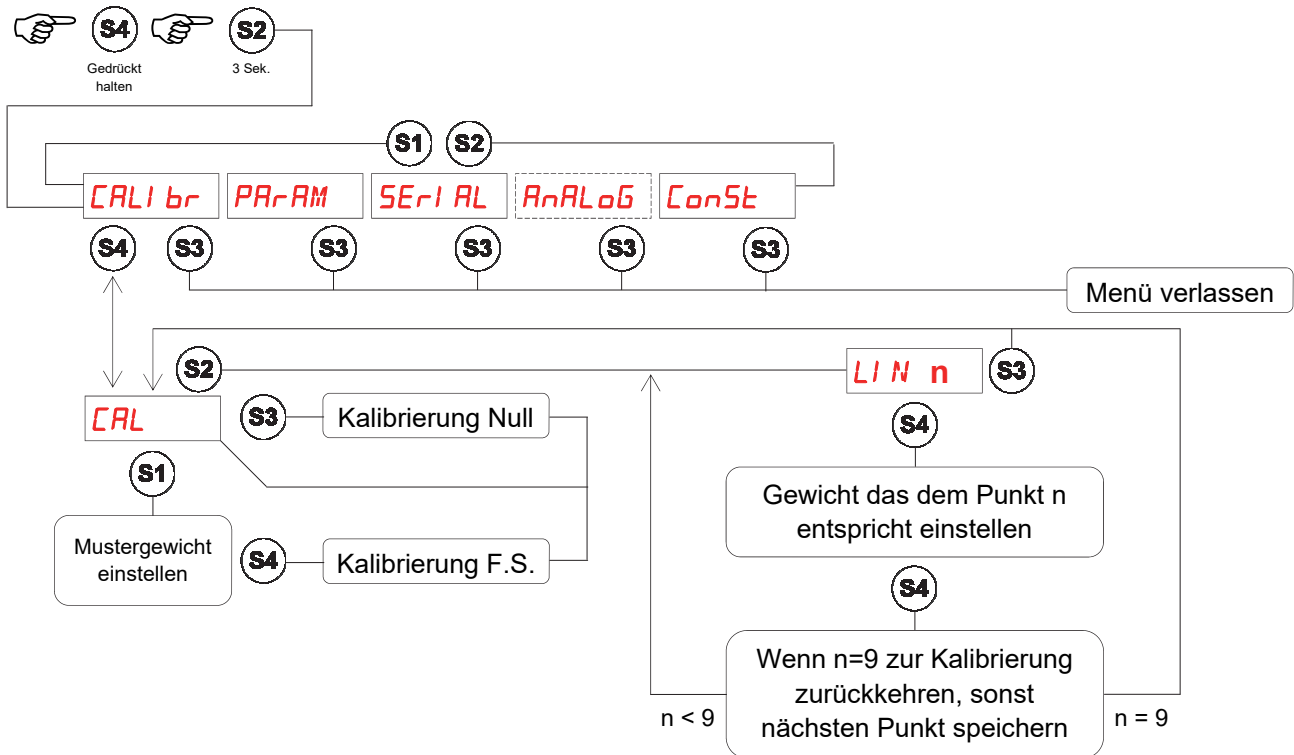 S4 S2
Gedrückt
halten
3 Sek.
S1 S2
CALIbr PArAM SErIAL AnALoG ConSt
S4 S3 S3 S3 S3 S3
Menü verlassen
S2
LIN n S3
CAL
S3 Kalibrierung Null
S4
S1
Gewicht das dem Punkt n
entspricht einstellen
Mustergewicht
einstellen
S4 Kalibrierung F.S.
S4
Wenn n=9 zur Kalibrierung
zurückkehren, sonst
nächsten Punkt speichern
n < 9
n = 9